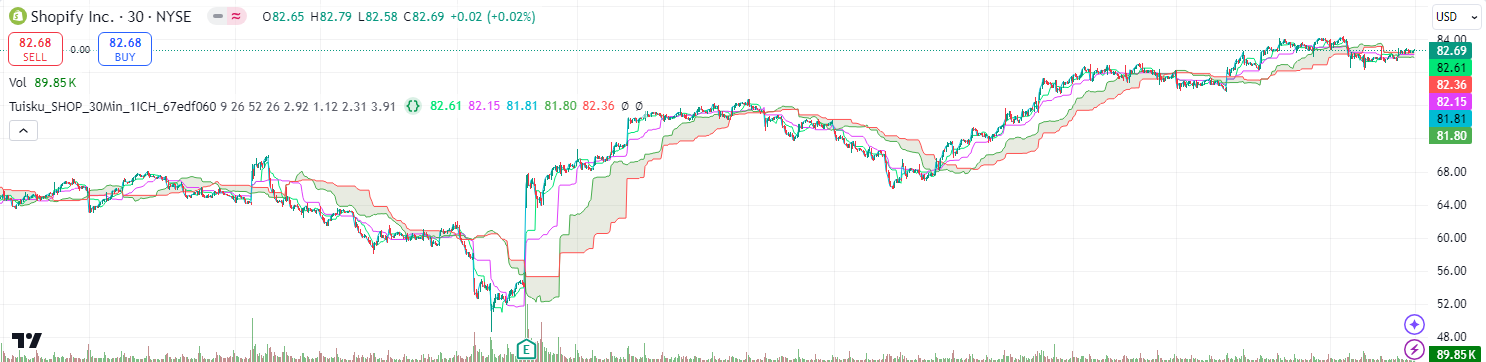 Shopify Inc. · 30 · NYSE O82.65 H82.79 L82.58 C82.69 +0.02 (+0.02%)
USD
82.68 SELL
0.00
82.68 BUY
Vol 89.85 K
Tuisku_SHOP_30Min_1ICH_67edf060 9 26 52 26 2.92 1.12 2.31 3.91 {} 82.61 82.15 81.81 81.80 82.36 Ø Ø
84.00
82.69
82.61
82.36
82.15
81.81
81.80
68.00
64.00
60.00
56.00
52.00
48.00
E
89.85 K